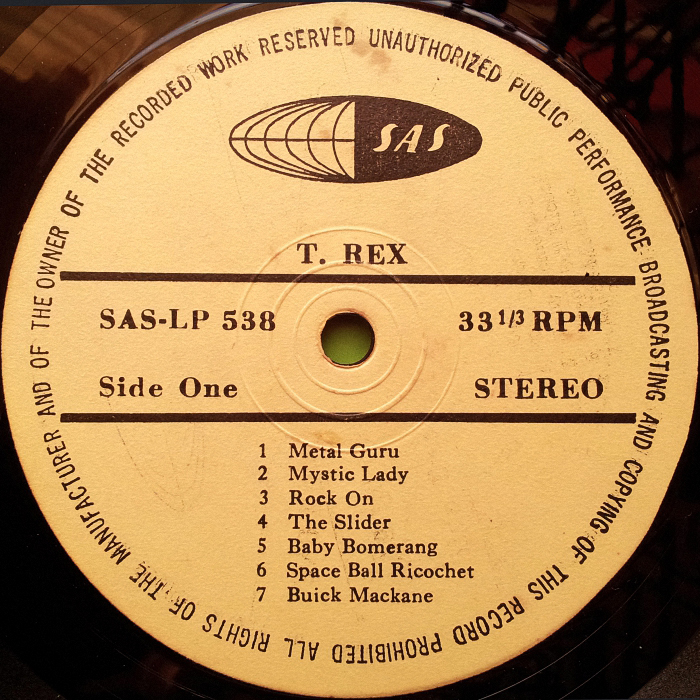 ALL RIGHTS OF THE MANUFACTURER AND OF THE OWNER OF THE RECORDED WORK RESERVED UNAUTHORIZED PUBLIC PERFORMANCE BROADCASTING AND COPYING OF THIS RECORD PROHIBITED
SAS
T. REX
SAS-LP 538 33 1/3 RPM
Side One STEREO
1 Metal Guru
2 Mystic Lady
3 Rock On
4 The Slider
5 Baby Bomerang
6 Space Ball Ricochet
7 Buick Mackane